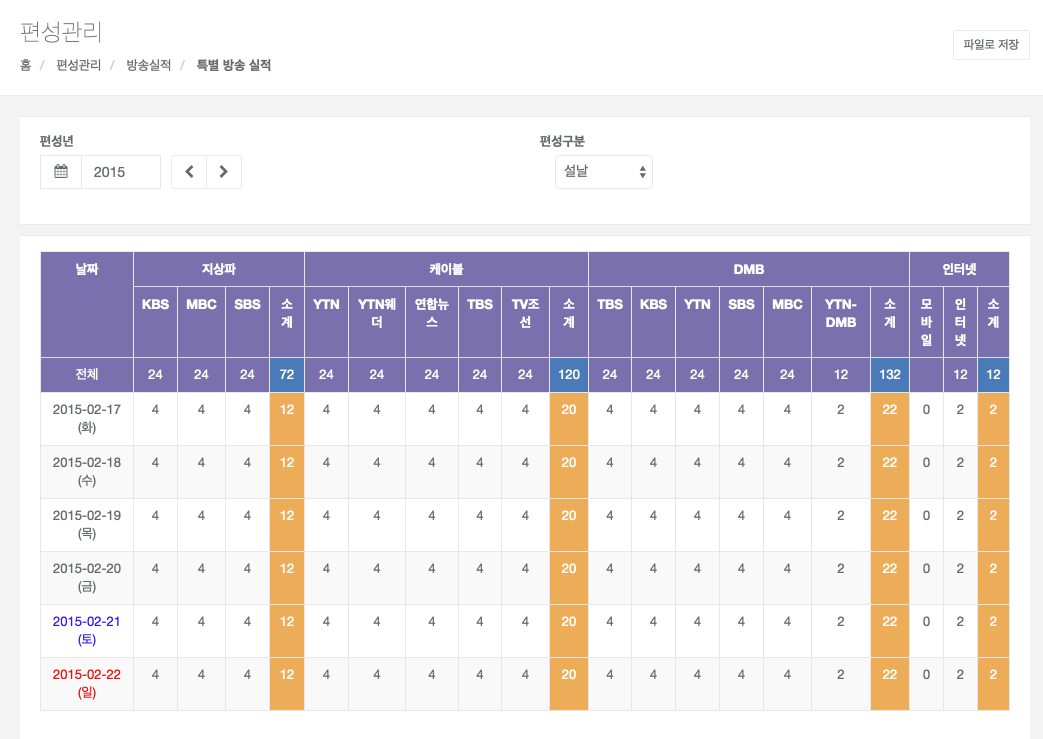 편성관리
홈 / 편성관리 / 방송실적 / 특별 방송 실적
파일로 저장
편성년 편성구분
2015 설날
날짜 지상파 케이블 DMB 인터넷
KBS MBC SBS 소계 YTN YTN웨더 연합뉴스 TBS TV조선 소계 TBS KBS YTN SBS MBC YTN-DMB 소계 모바일 인터넷 소계
전체 24 24 24 72 24 24 24 24 24 120 24 24 24 24 24 12 132 12 12
2015-02-17 (화) 4 4 4 12 4 4 4 4 4 20 4 4 4 4 4 2 22 0 2 2
2015-02-18 (수) 4 4 4 12 4 4 4 4 4 20 4 4 4 4 4 2 22 0 2 2
2015-02-19 (목) 4 4 4 12 4 4 4 4 4 20 4 4 4 4 4 2 22 0 2 2
2015-02-20 (금) 4 4 4 12 4 4 4 4 4 20 4 4 4 4 4 2 22 0 2 2
2015-02-21 (토) 4 4 4 12 4 4 4 4 4 20 4 4 4 4 4 2 22 0 2 2
2015-02-22 (일) 4 4 4 12 4 4 4 4 4 20 4 4 4 4 4 2 22 0 2 2